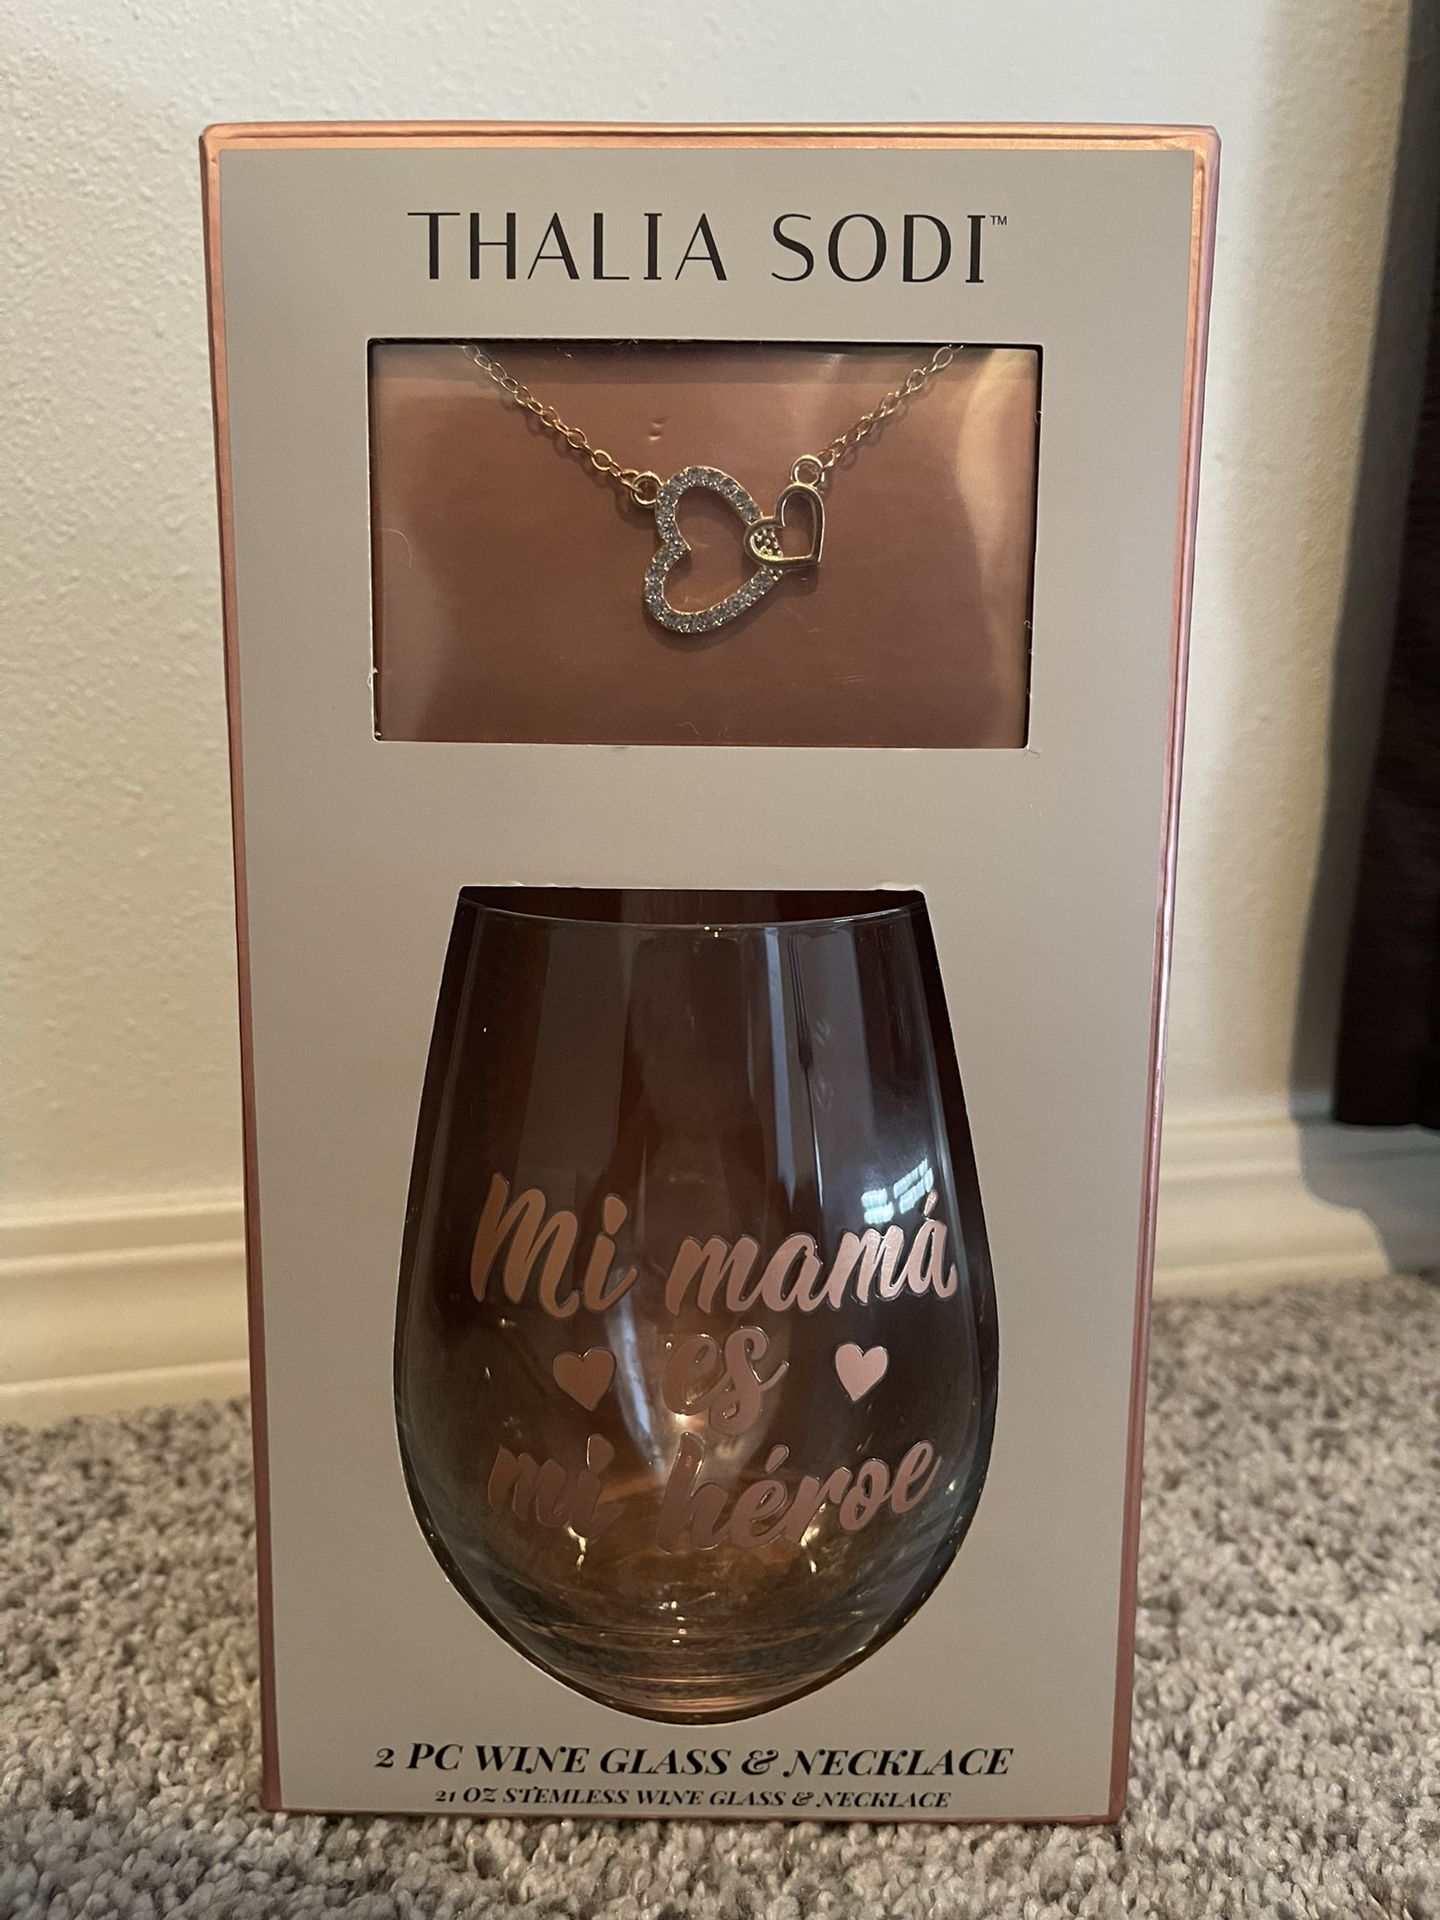 THALIA SODI™
Mi mamá
es
mi héroe
2 PC WINE GLASS & NECKLACE
21 OZ STEMLESS WINE GLASS & NECKLACE